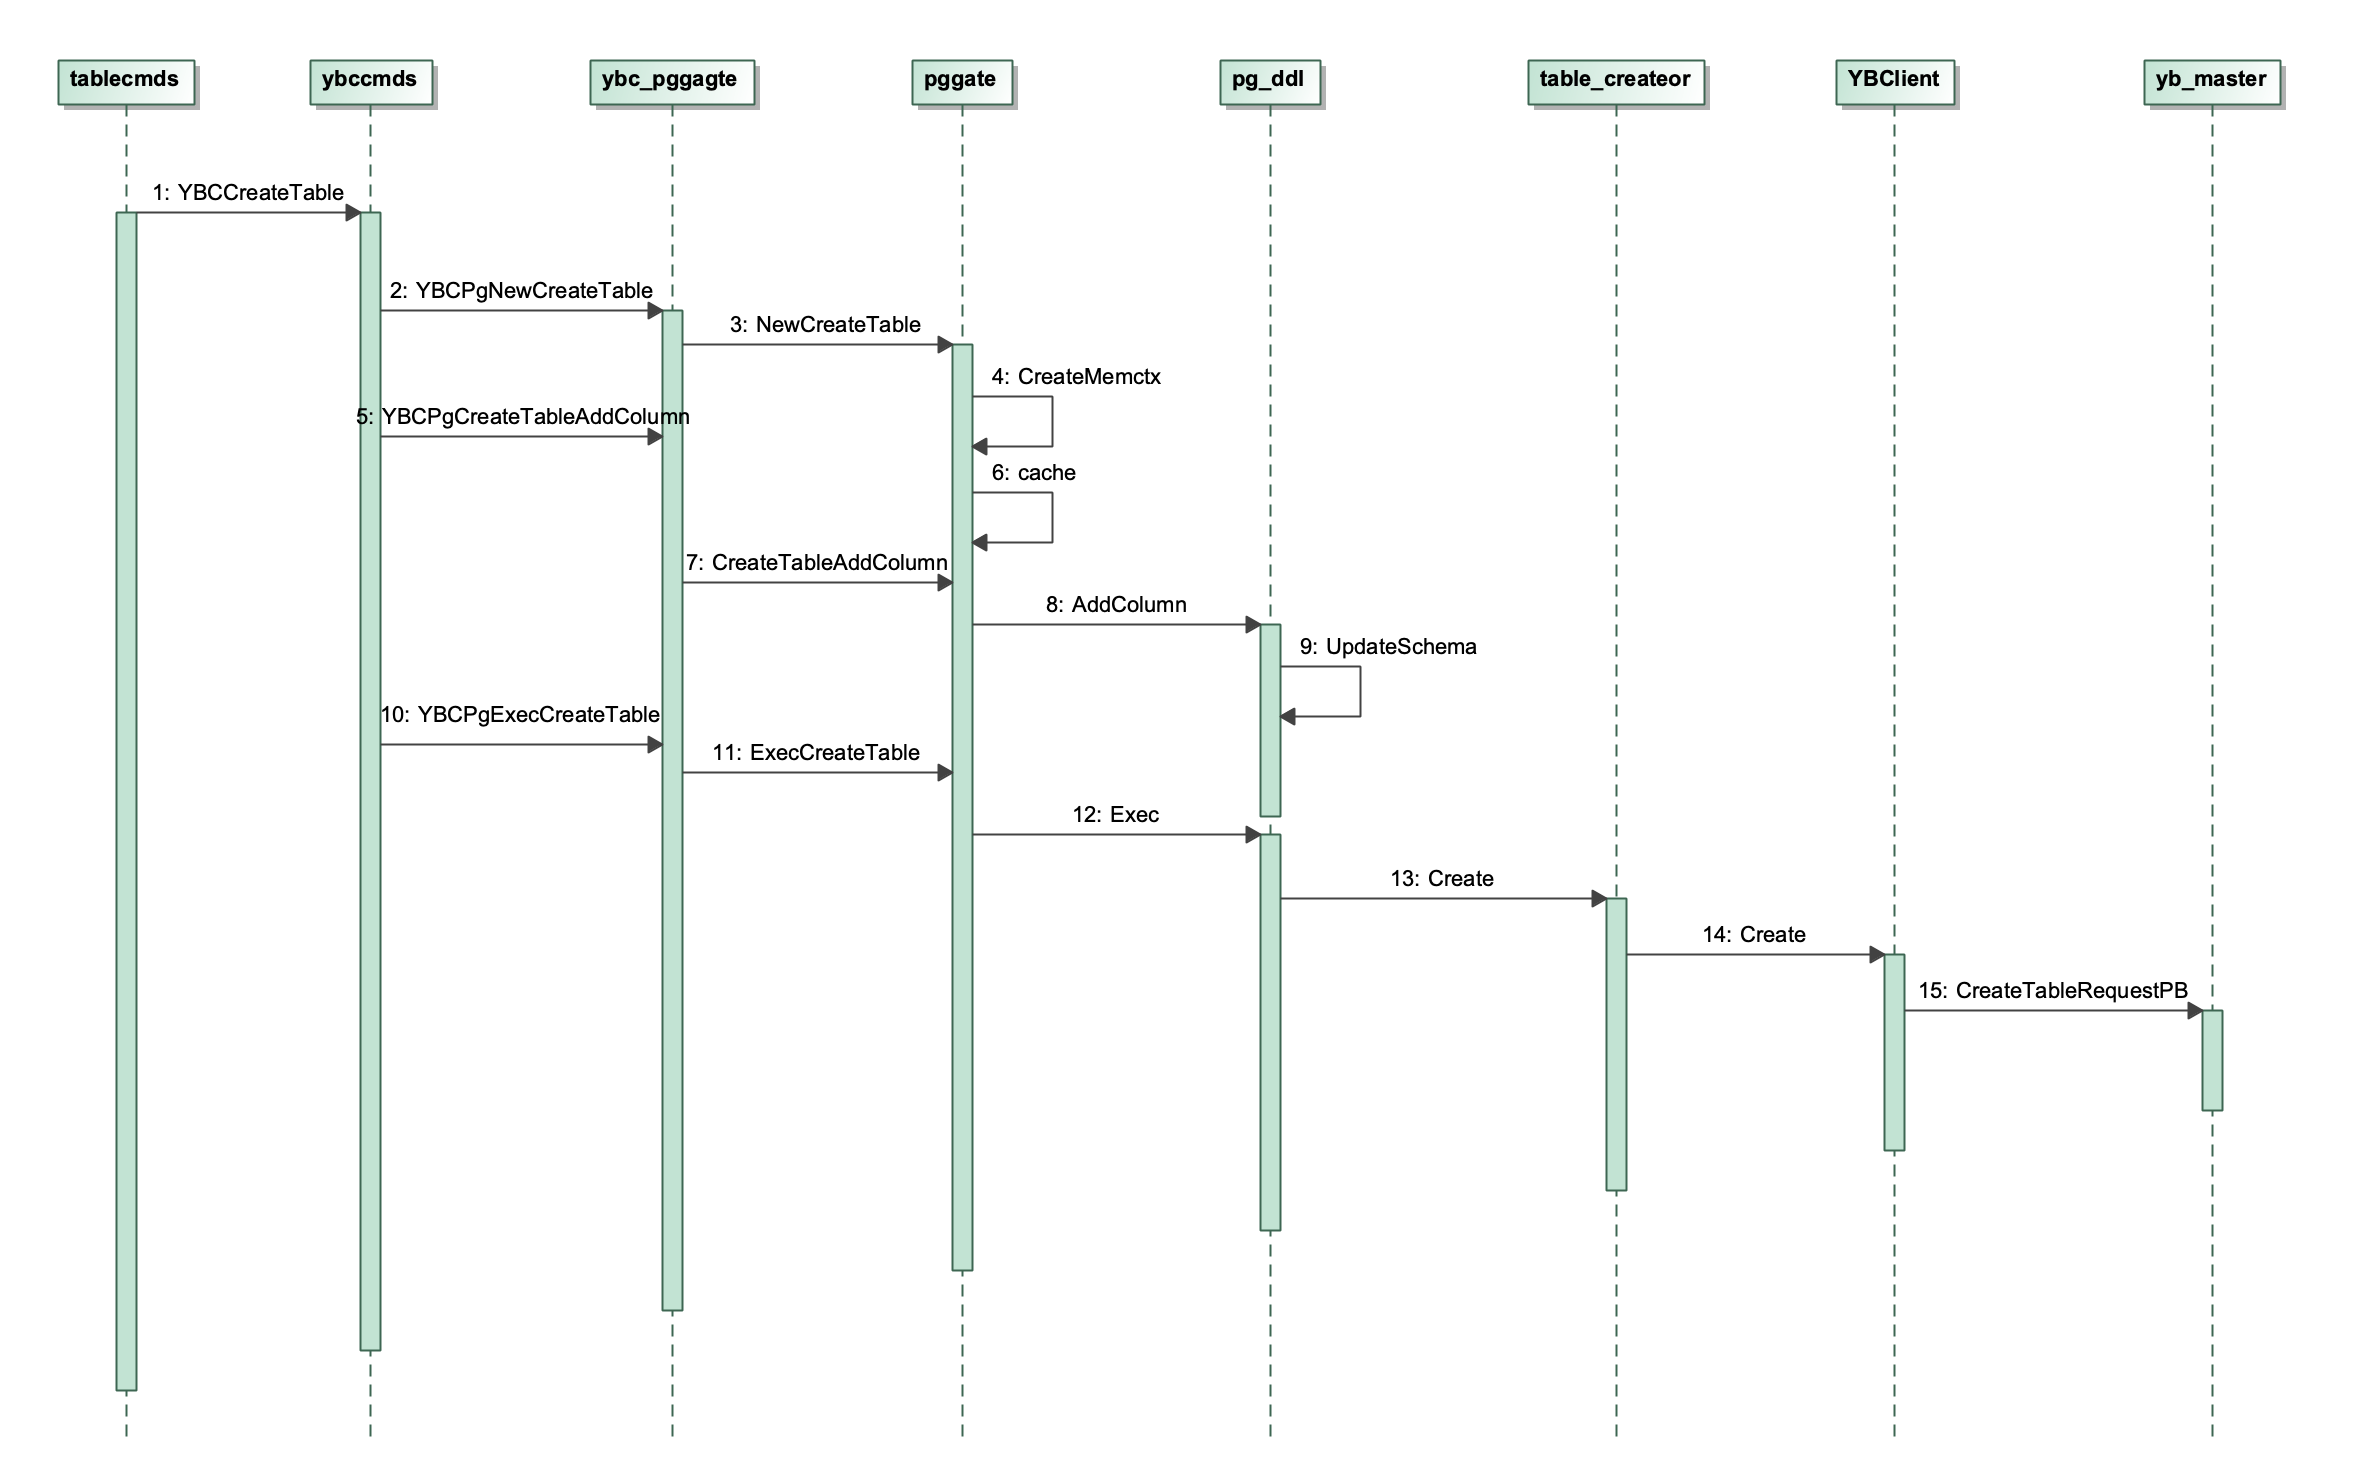 tablecmds
ybccmds
ybc_pggagte
pggate
pg_ddl
table_createor
YBClient
yb_master
1: YBCCreateTable
2: YBCPgNewCreateTable
3: NewCreateTable
4: CreateMemctx
5: YBCPgCreateTableAddColumn
6: cache
7: CreateTableAddColumn
8: AddColumn
9: UpdateSchema
10: YBCPgExecCreateTable
11: ExecCreateTable
12: Exec
13: Create
14: Create
15: CreateTableRequestPB